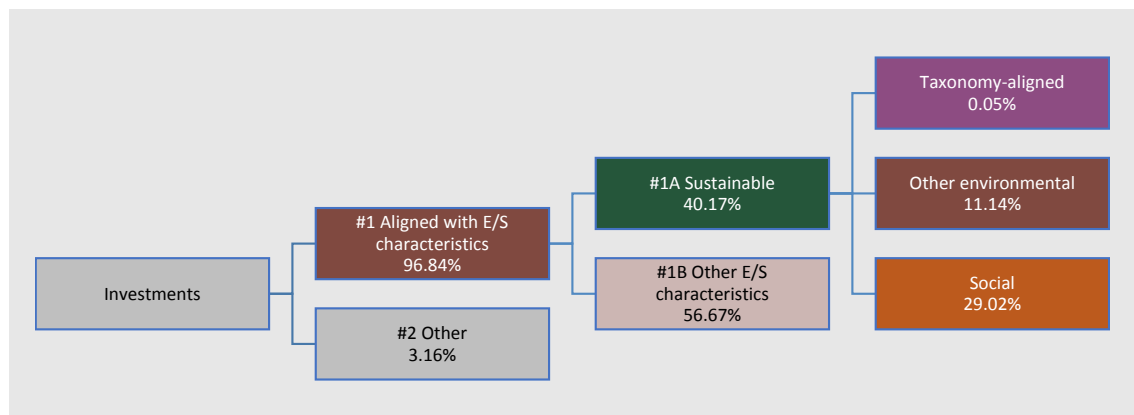 Investments
#1 Aligned with E/S
characteristics
96.84%
#2 Other
3.16%
#1A Sustainable
40.17%
#1B Other E/S
characteristics
56.67%
Taxonomy-aligned
0.05%
Other environmental
11.14%
Social
29.02%